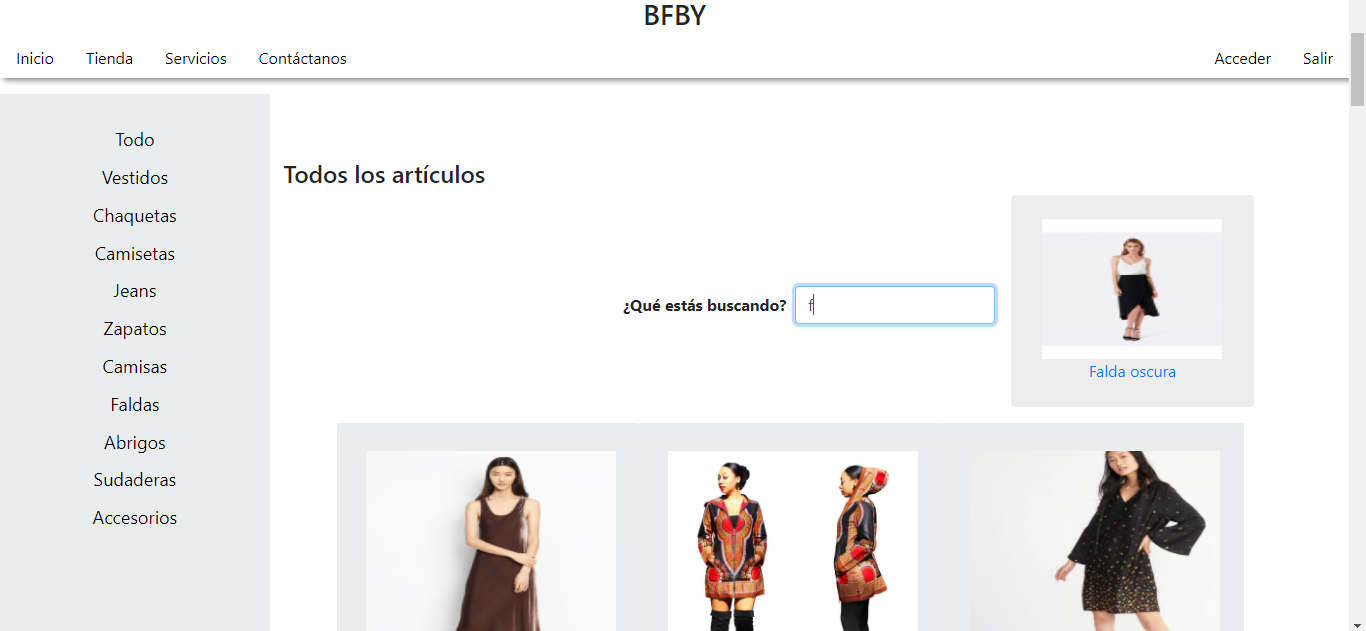 BFBY
Inicio Tienda Servicios Contáctanos Acceder Salir
Todo
Vestidos
Chaquetas
Camisetas
Jeans
Zapatos
Camisas
Faldas
Abrigos
Sudaderas
Accesorios
Todos los artículos
¿Qué estás buscando? f
Falda oscura